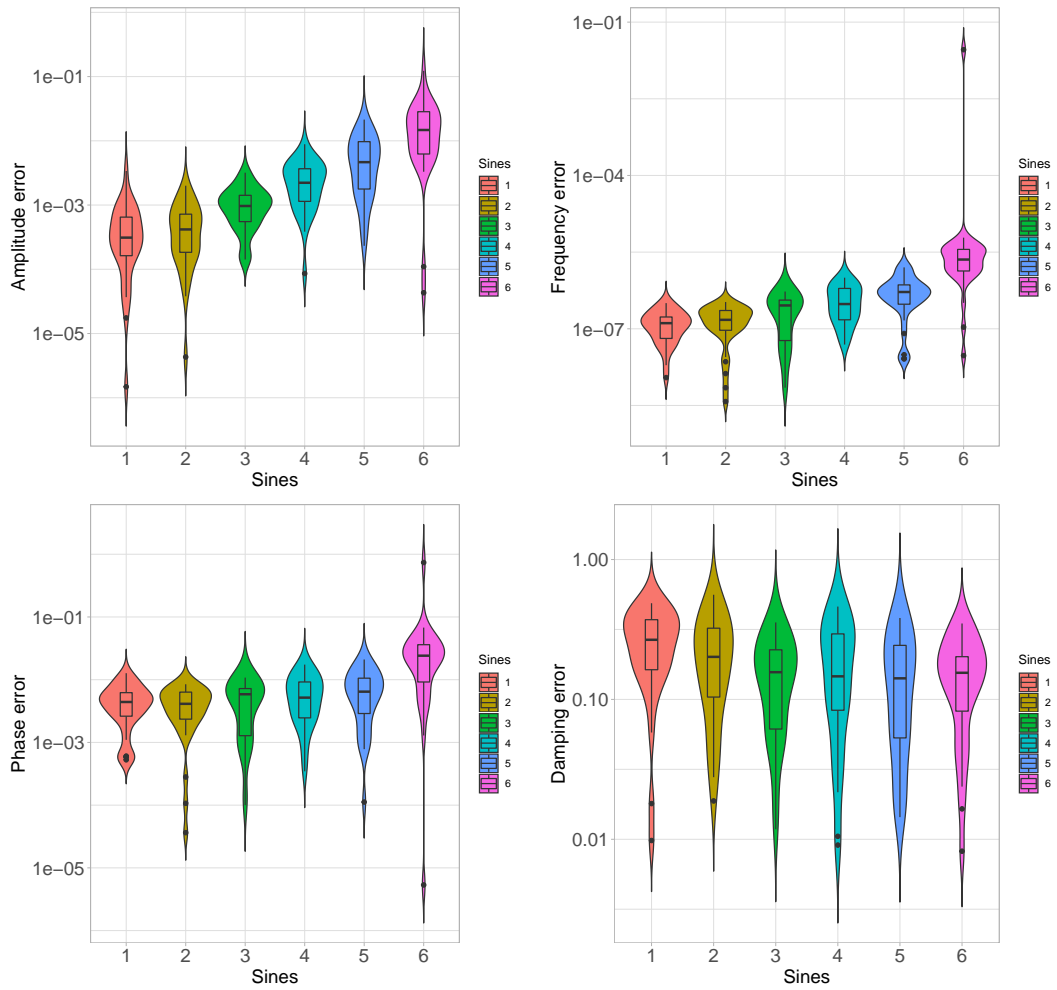 Amplitude error
1e−01
1e−03
1e−05
1 2 3 4 5 6
Sines
Sines
1
2
3
4
5
6
Frequency error
1e−01
1e−04
1e−07
1 2 3 4 5 6
Sines
Sines
1
2
3
4
5
6
Phase error
1e−01
1e−03
1e−05
1 2 3 4 5 6
Sines
Sines
1
2
3
4
5
6
Damping error
1.00
0.10
0.01
1 2 3 4 5 6
Sines
Sines
1
2
3
4
5
6